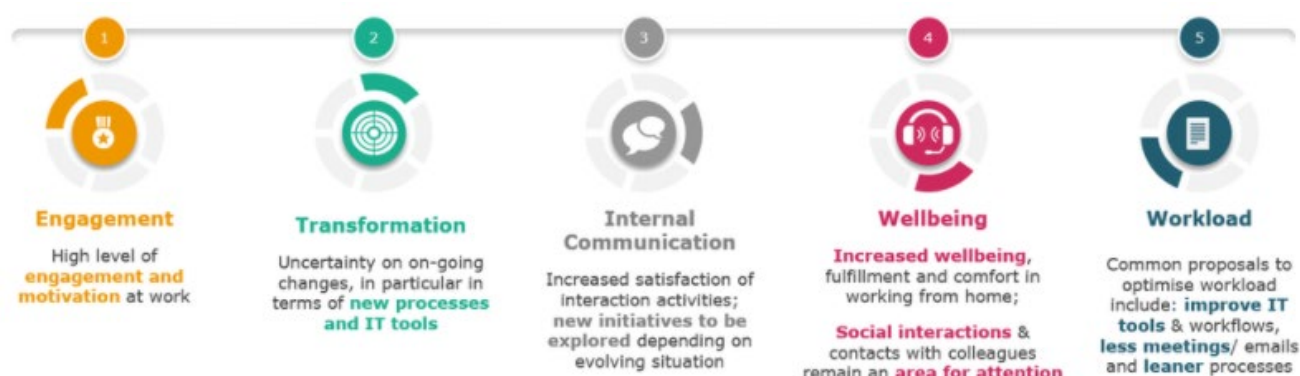 1
2
3
4
5
Engagement
High level of
engagement and
motivation at work
Transformation
Uncertainty on on-going
changes, in particular in
terms of new processes
and IT tools
Internal
Communication
Increased satisfaction of
interaction activities;
new initiatives to be
explored depending on
evolving situation
Wellbeing
Increased wellbeing,
fulfillment and comfort in
working from home;
Social interactions &
contacts with colleagues
remain an area for attention
Workload
Common proposals to
optimise workload
include: improve IT
tools & workflows,
less meetings/ emails
and leaner processes